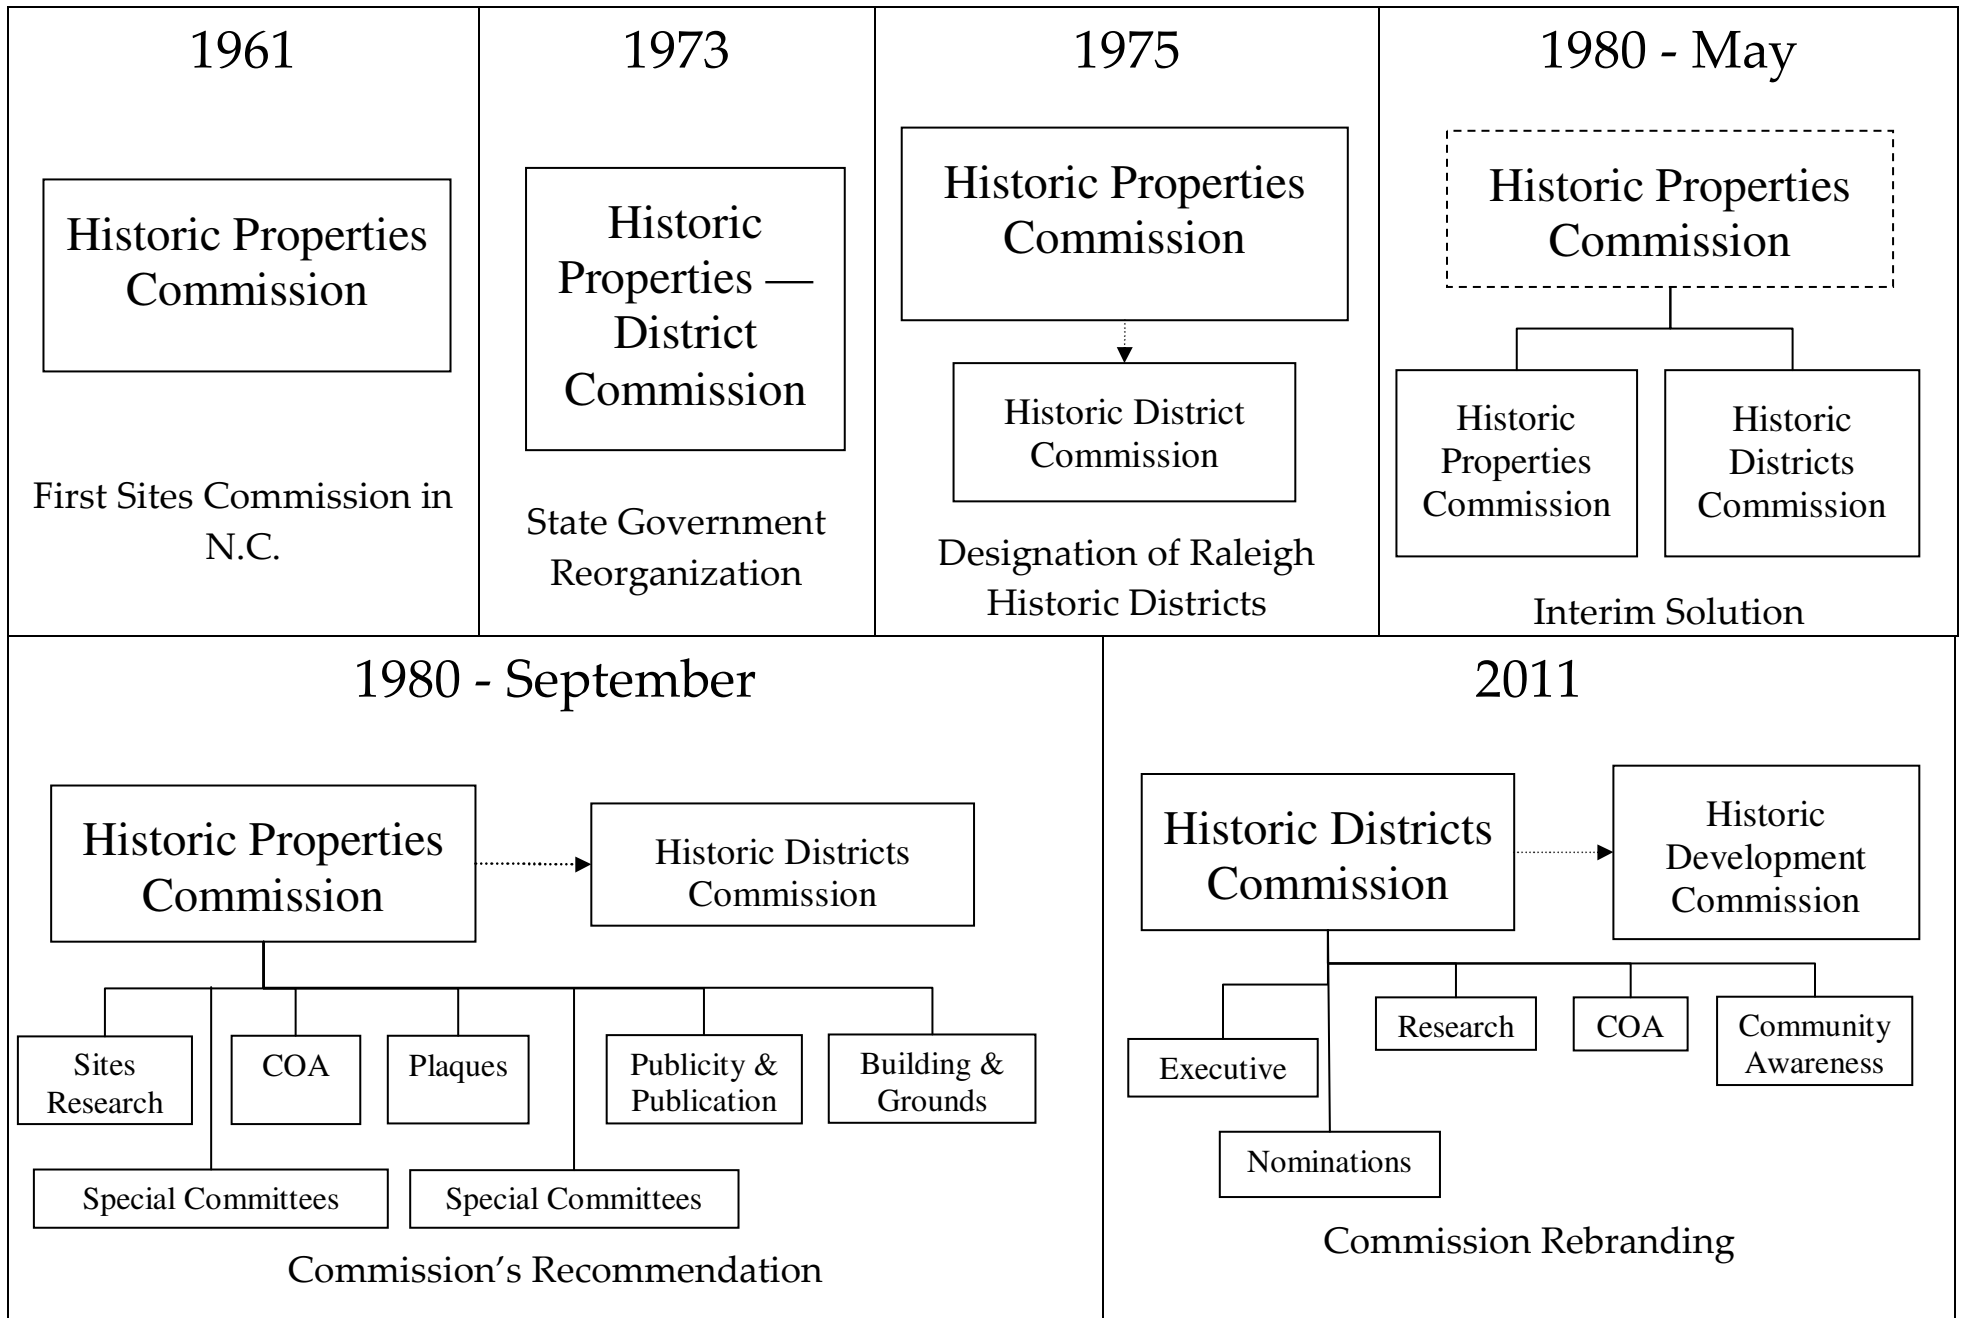 1961
Historic Properties
Commission
First Sites Commission in
N.C.
1973
Historic
Properties —
District
Commission
State Government
Reorganization
1975
Historic Properties
Commission
Historic District
Commission
Designation of Raleigh
Historic Districts
1980 - May
Historic Properties
Commission
Historic
Properties
Commission
Historic
Districts
Commission
Interim Solution
1980 - September
Historic Properties
Commission
Historic Districts
Commission
Sites
Research
COA
Plaques
Publicity &
Publication
Building &
Grounds
Special Committees
Special Committees
Commission’s Recommendation
2011
Historic Districts
Commission
Historic
Development
Commission
Executive
Research
COA
Community
Awareness
Nominations
Commission Rebranding